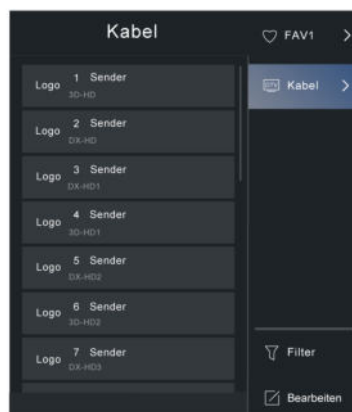 Kabel
Logo 1 Sender
3D-HD
Logo 2 Sender
DX-HD
Logo 3 Sender
DX-HD1
Logo 4 Sender
3D-HD1
Logo 5 Sender
DX-HD2
Logo 6 Sender
3D-HD2
Logo 7 Sender
DX-HD3
FAV1
Kabel
Filter
Bearbeiten